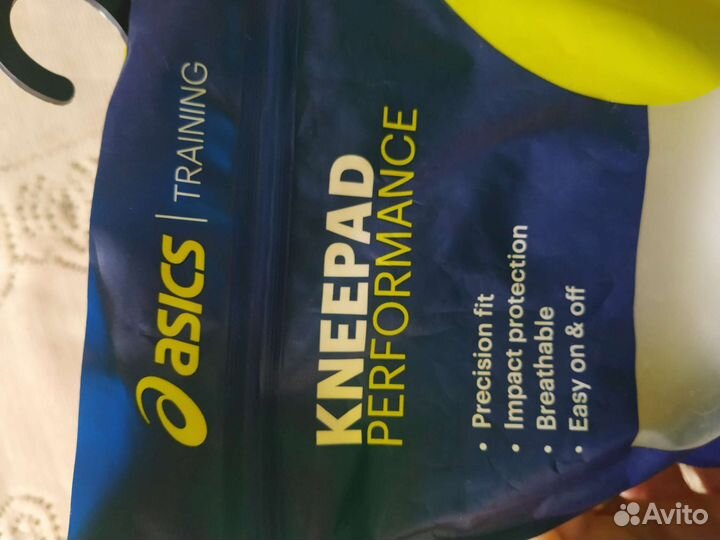 asics | TRAINING
KNEEPAD
PERFORMANCE
• Precision fit
• Impact protection
• Breathable
• Easy on & off
Avito